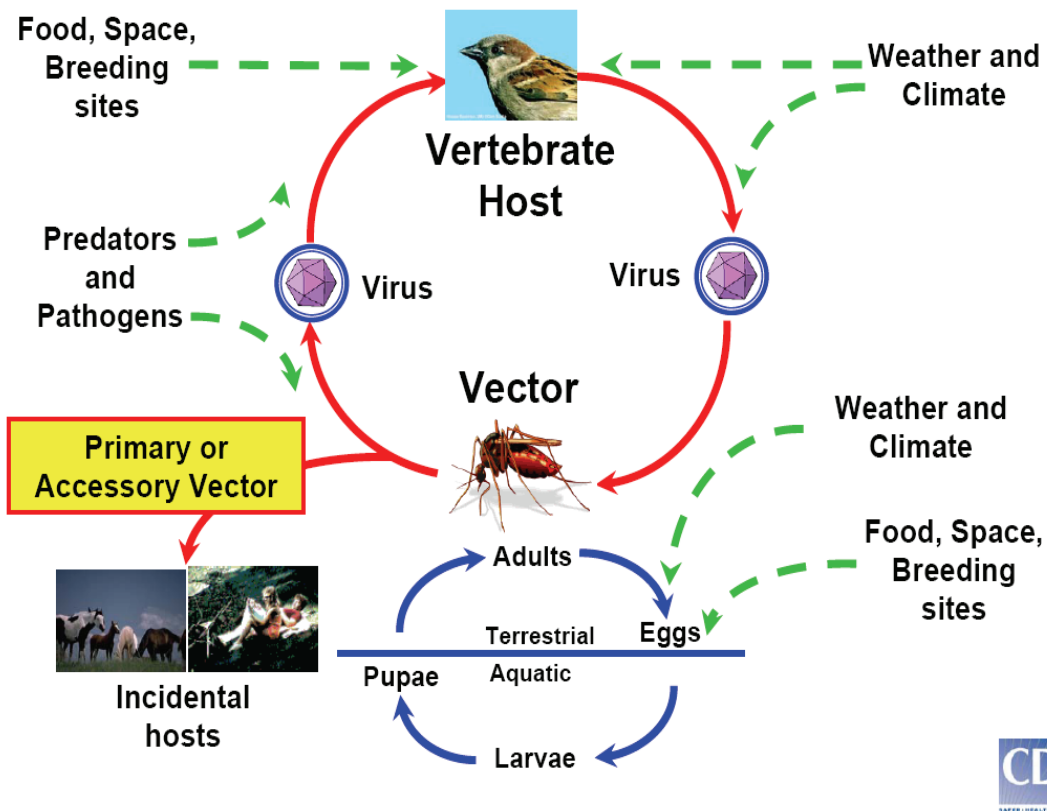 Food, Space,
Breeding
sites
Weather and
Climate
Vertebrate
Host
Predators
and
Pathogens
Virus
Virus
Vector
Weather and
Climate
Primary or
Accessory Vector
Food, Space,
Breeding
sites
Adults
Terrestrial
Eggs
Aquatic
Pupae
Larvae
Incidental
hosts